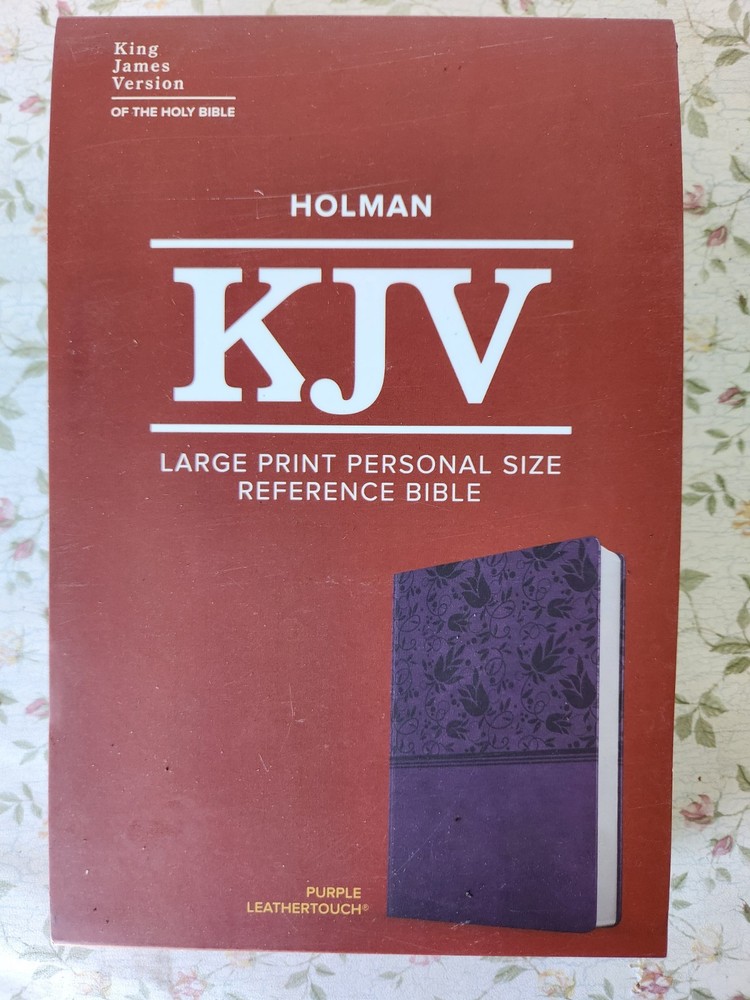 King
James
Version
OF THE HOLY BIBLE
HOLMAN
KJV
LARGE PRINT PERSONAL SIZE
REFERENCE BIBLE
PURPLE
LEATHERTOUCH®